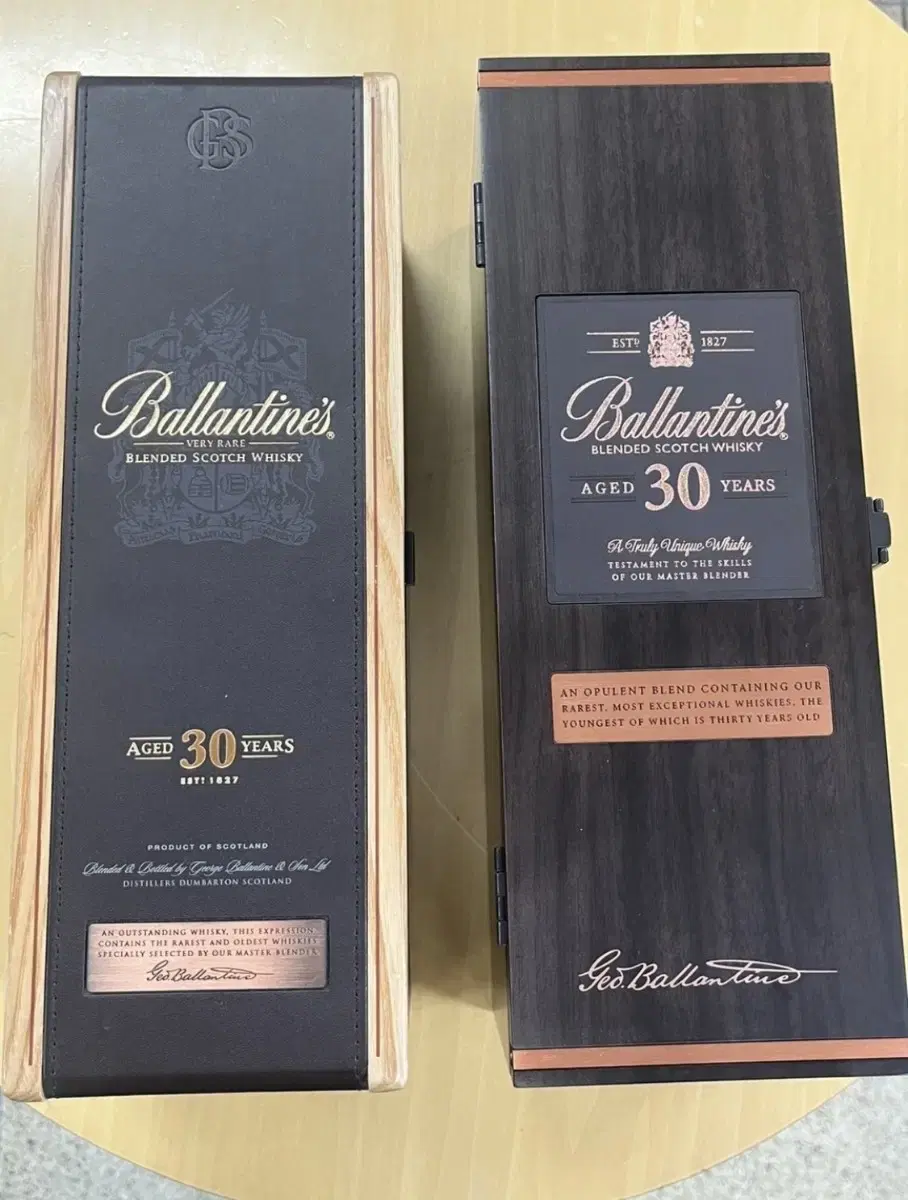 GBS
Ballantine's®
VERY RARE
BLENDED SCOTCH WHISKY
AGED 30 YEARS
ESTD 1827
PRODUCT OF SCOTLAND
Blended & Bottled by George Ballantine & Son Ltd
DISTILLERS DUMBARTON SCOTLAND
AN OUTSTANDING WHISKY, THIS EXPRESSION
CONTAINS THE RAREST AND OLDEST WHISKIES
SPECIALLY SELECTED BY OUR MASTER BLENDER
Geo. Ballantine
ESTD 1827
Ballantine's®
BLENDED SCOTCH WHISKY
AGED 30 YEARS
A Truly Unique Whisky
TESTAMENT TO THE SKILLS
OF OUR MASTER BLENDER
AN OPULENT BLEND CONTAINING OUR
RAREST, MOST EXCEPTIONAL WHISKIES, THE
YOUNGEST OF WHICH IS THIRTY YEARS OLD
Geo. Ballantine